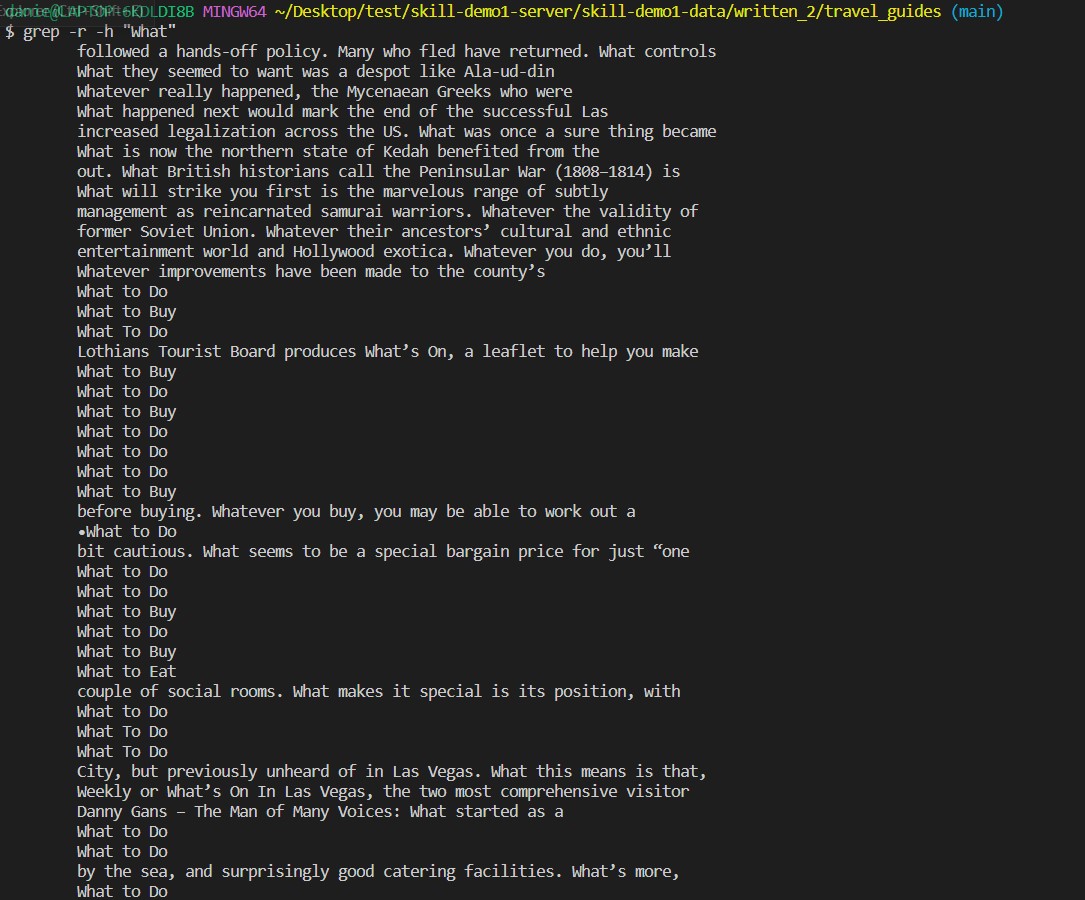 MINGW64 ~/Desktop/test/skill-demo1-server/skill-demo1-data/written_2/travel_guides (main)
$ grep -r -h "What"
followed a hands-off policy. Many who fled have returned. What controls
What they seemed to want was a despot like Ala-ud-din
Whatever really happened, the Mycenaean Greeks who were
What happened next would mark the end of the successful Las
increased legalization across the US. What was once a sure thing became
What is now the northern state of Kedah benefited from the
out. What British historians call the Peninsular War (1808–1814) is
What will strike you first is the marvelous range of subtly
management as reincarnated samurai warriors. Whatever the validity of
former Soviet Union. Whatever their ancestors’ cultural and ethnic
entertainment world and Hollywood exotica. Whatever you do, you’ll
Whatever improvements have been made to the county’s
What to Do
What to Buy
What To Do
Lothians Tourist Board produces What’s On, a leaflet to help you make
What to Buy
What to Do
What to Buy
What to Do
What to Do
What to Do
What to Buy
before buying. Whatever you buy, you may be able to work out a
•What to Do
bit cautious. What seems to be a special bargain price for just “one
What to Do
What to Do
What to Buy
What to Do
What to Buy
What to Eat
couple of social rooms. What makes it special is its position, with
What to Do
What To Do
What To Do
City, but previously unheard of in Las Vegas. What this means is that,
Weekly or What’s On In Las Vegas, the two most comprehensive visitor
Danny Gans – The Man of Many Voices: What started as a
What to Do
What to Do
by the sea, and surprisingly good catering facilities. What’s more,
What to Do